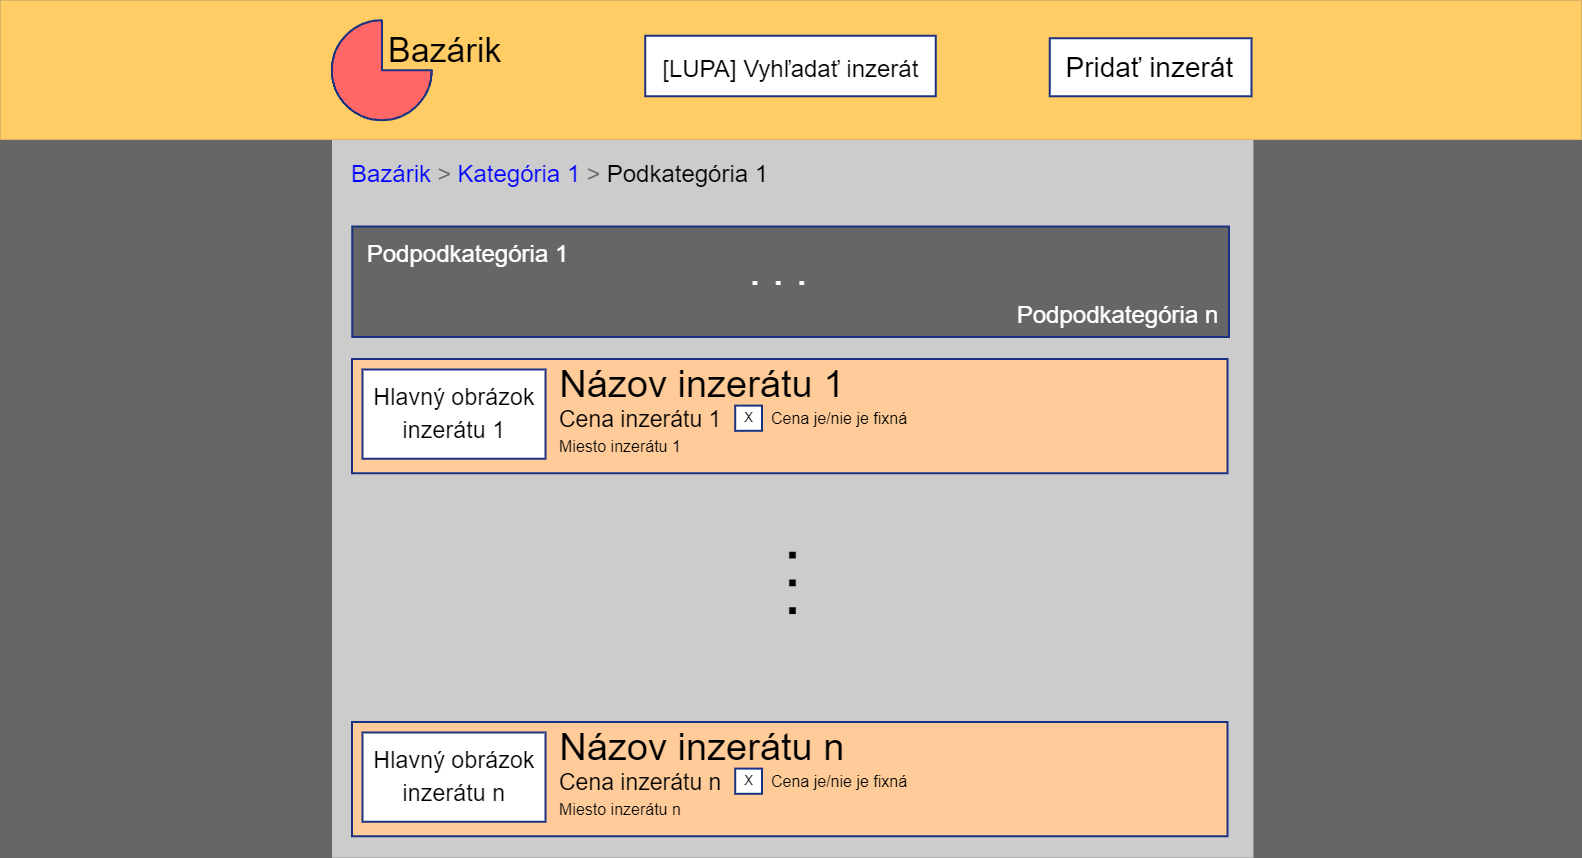 Bazárik
[LUPA] Vyhľadať inzerát
Pridať inzerát
Bazárik > Kategória 1 > Podkategória 1
Podpodkategória 1
. . .
Podpodkategória n
Hlavný obrázok
inzerátu 1
Názov inzerátu 1
Cena inzerátu 1
X
Cena je/nie je fixná
Miesto inzerátu 1
.
.
.
Hlavný obrázok
inzerátu n
Názov inzerátu n
Cena inzerátu n
X
Cena je/nie je fixná
Miesto inzerátu n